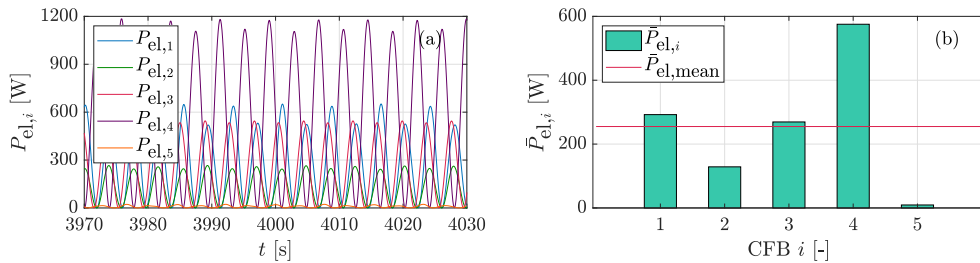 1200
900
600
300
0
P_el,i [W]
P_el,1
P_el,2
P_el,3
P_el,4
P_el,5
(a)
3970 3980 3990 4000 4010 4020 4030
t [s]
600
400
200
0
P̄_el,i [W]
P̄_el,i
P̄_el,mean
(b)
1 2 3 4 5
CFB i [-]